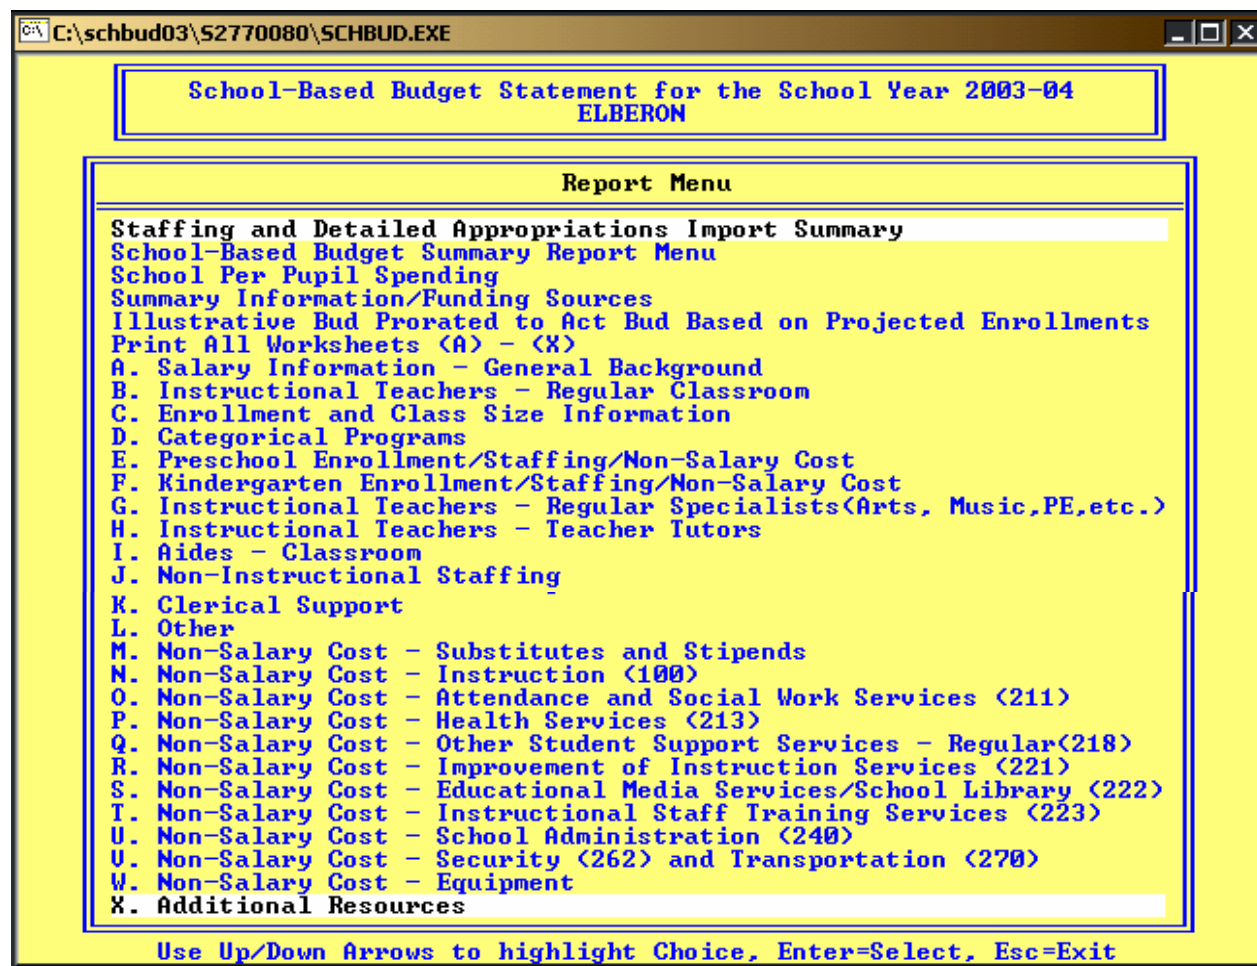 C:\schbud03\S2770080\SCHBUD.EXE
School-Based Budget Statement for the School Year 2003-04
ELBERON
Report Menu
Staffing and Detailed Appropriations Import Summary
School-Based Budget Summary Report Menu
School Per Pupil Spending
Summary Information/Funding Sources
Illustrative Bud Prorated to Act Bud Based on Projected Enrollments
Print All Worksheets (A) - (X)
A. Salary Information - General Background
B. Instructional Teachers - Regular Classroom
C. Enrollment and Class Size Information
D. Categorical Programs
E. Preschool Enrollment/Staffing/Non-Salary Cost
F. Kindergarten Enrollment/Staffing/Non-Salary Cost
G. Instructional Teachers - Regular Specialists(Arts, Music,PE,etc.)
H. Instructional Teachers - Teacher Tutors
I. Aides - Classroom
J. Non-Instructional Staffing
K. Clerical Support
L. Other
M. Non-Salary Cost - Substitutes and Stipends
N. Non-Salary Cost - Instruction (100)
O. Non-Salary Cost - Attendance and Social Work Services (211)
P. Non-Salary Cost - Health Services (213)
Q. Non-Salary Cost - Other Student Support Services - Regular(218)
R. Non-Salary Cost - Improvement of Instruction Services (221)
S. Non-Salary Cost - Educational Media Services/School Library (222)
T. Non-Salary Cost - Instructional Staff Training Services (223)
U. Non-Salary Cost - School Administration (240)
V. Non-Salary Cost - Security (262) and Transportation (270)
W. Non-Salary Cost - Equipment
X. Additional Resources
Use Up/Down Arrows to highlight Choice, Enter=Select, Esc=Exit